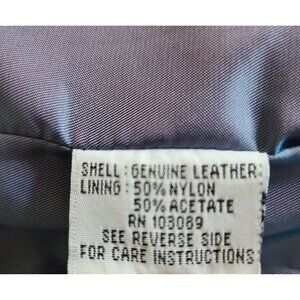 SHELL : GENUINE LEATHER
LINING : 50% NYLON
50% ACETATE
RN 103089
SEE REVERSE SIDE
FOR CARE INSTRUCTIONS